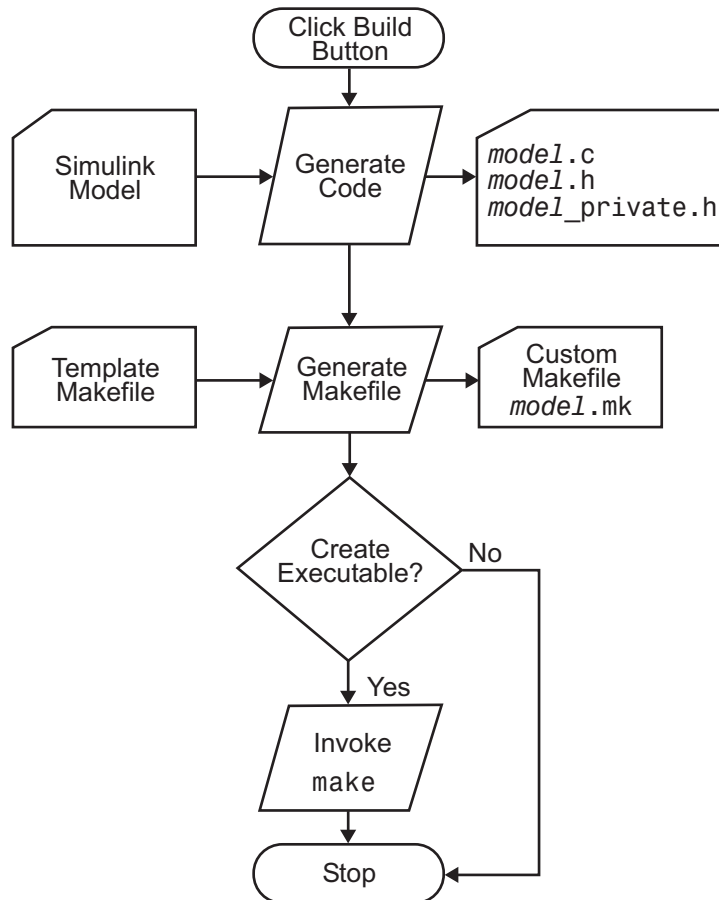 Click Build
Button
Simulink
Model
Generate
Code
model.c
model.h
model_private.h
Template
Makefile
Generate
Makefile
Custom
Makefile
model.mk
Create
Executable?
No
Yes
Invoke
make
Stop